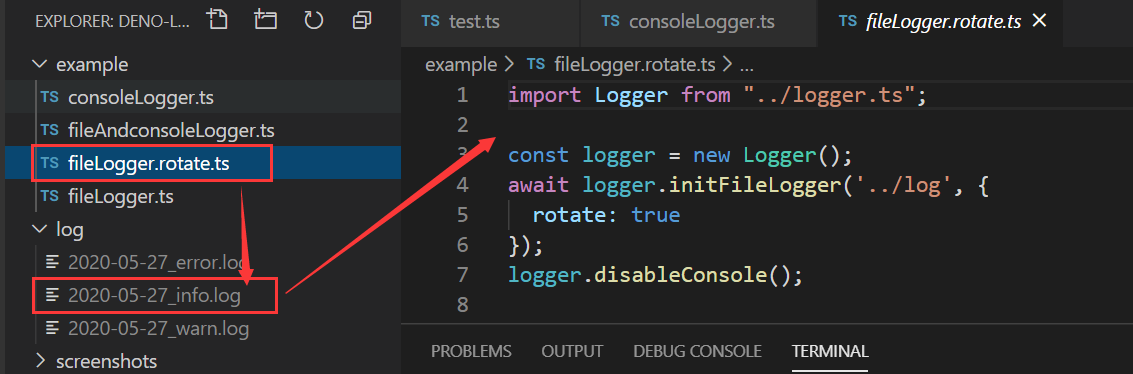 EXPLORER: DENO-L...
example
TS consoleLogger.ts
TS fileAndconsoleLogger.ts
TS fileLogger.rotate.ts
TS fileLogger.ts
log
2020-05-27_error.log
2020-05-27_info.log
2020-05-27_warn.log
screenshots
TS test.ts
TS consoleLogger.ts
TS fileLogger.rotate.ts
example > TS fileLogger.rotate.ts > ...
1 import Logger from "../logger.ts";
2
3 const logger = new Logger();
4 await logger.initFileLogger('../log', {
5 rotate: true
6 });
7 logger.disableConsole();
8
PROBLEMS OUTPUT DEBUG CONSOLE TERMINAL